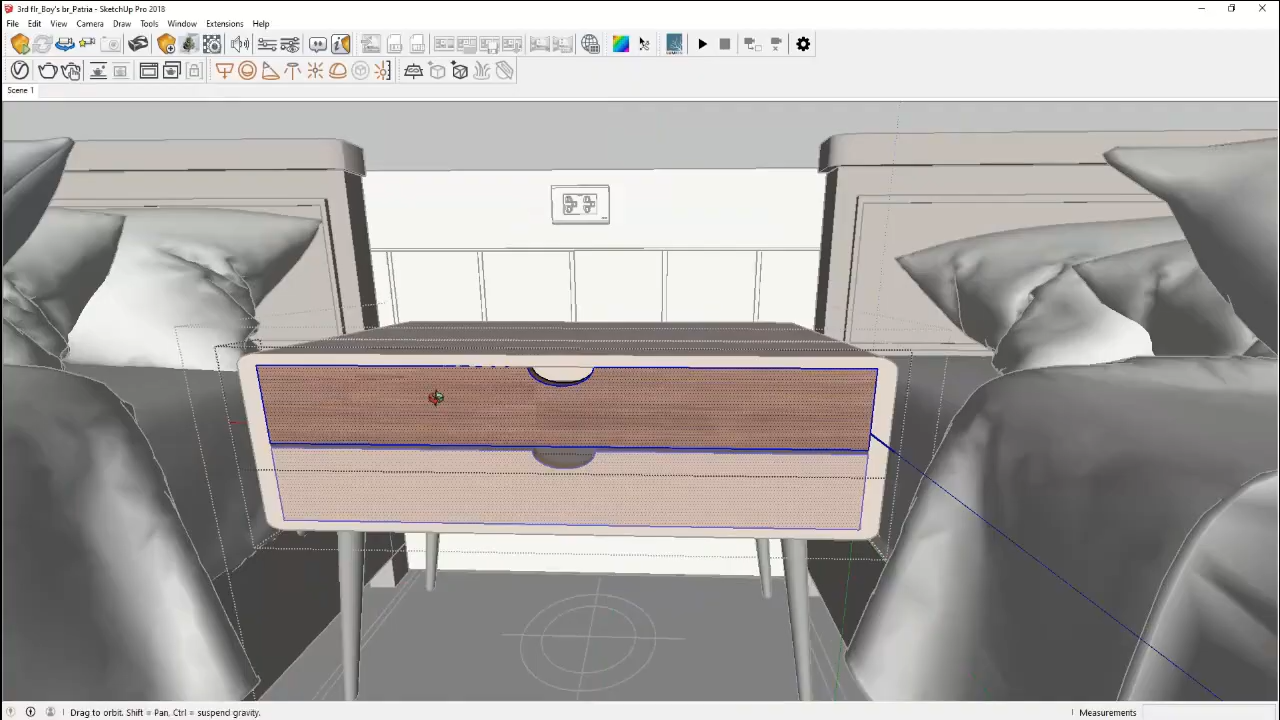 3rd flr_Boy's br_Patria - SketchUp Pro 2018
File Edit View Camera Draw Tools Window Extensions Help
Scene 1
Drag to orbit. Shift = Pan, Ctrl = suspend gravity.
Measurements